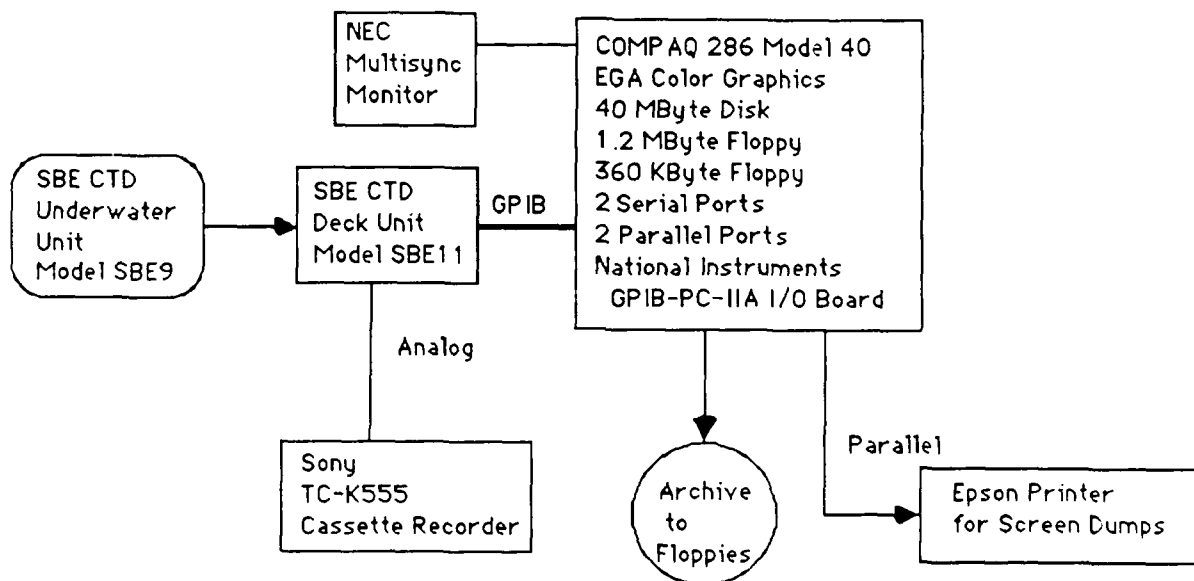 NEC
Multisync
Monitor
COMPAQ 286 Model 40
EGA Color Graphics
40 MByte Disk
1.2 MByte Floppy
360 KByte Floppy
2 Serial Ports
2 Parallel Ports
National Instruments
GPIB-PC-IIA I/O Board
SBE CTD
Underwater
Unit
Model SBE9
SBE CTD
Deck Unit
Model SBE11
GPIB
Analog
Sony
TC-K555
Cassette Recorder
Archive
to
Floppies
Parallel
Epson Printer
for Screen Dumps